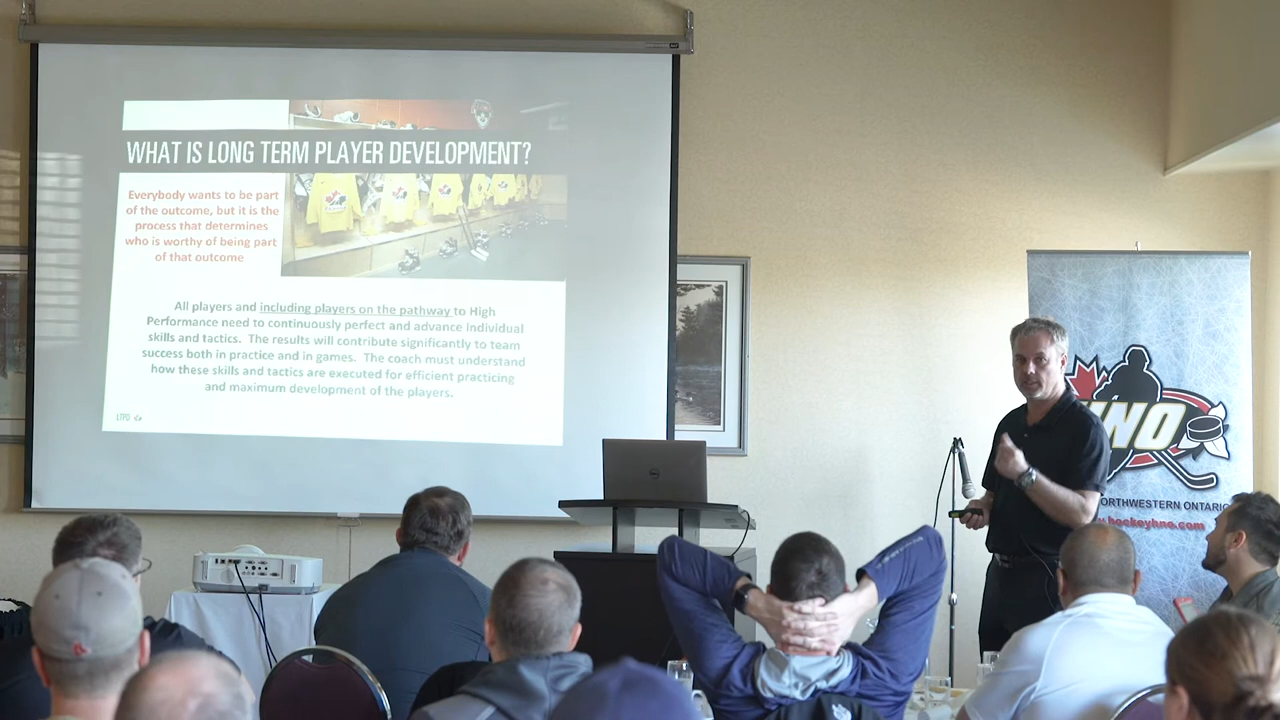 WHAT IS LONG TERM PLAYER DEVELOPMENT?
Everybody wants to be part
of the outcome, but it is the
process that determines
who is worthy of being part
of that outcome
All players and including players on the pathway to High
Performance need to continuously perfect and advance individual
skills and tactics. The results will contribute significantly to team
success both in practice and in games. The coach must understand
how these skills and tactics are executed for efficient practicing
and maximum development of the players.
LTPD
HNO
ORTHWESTERN ONTARIO
.hockeyhno.com
DELL